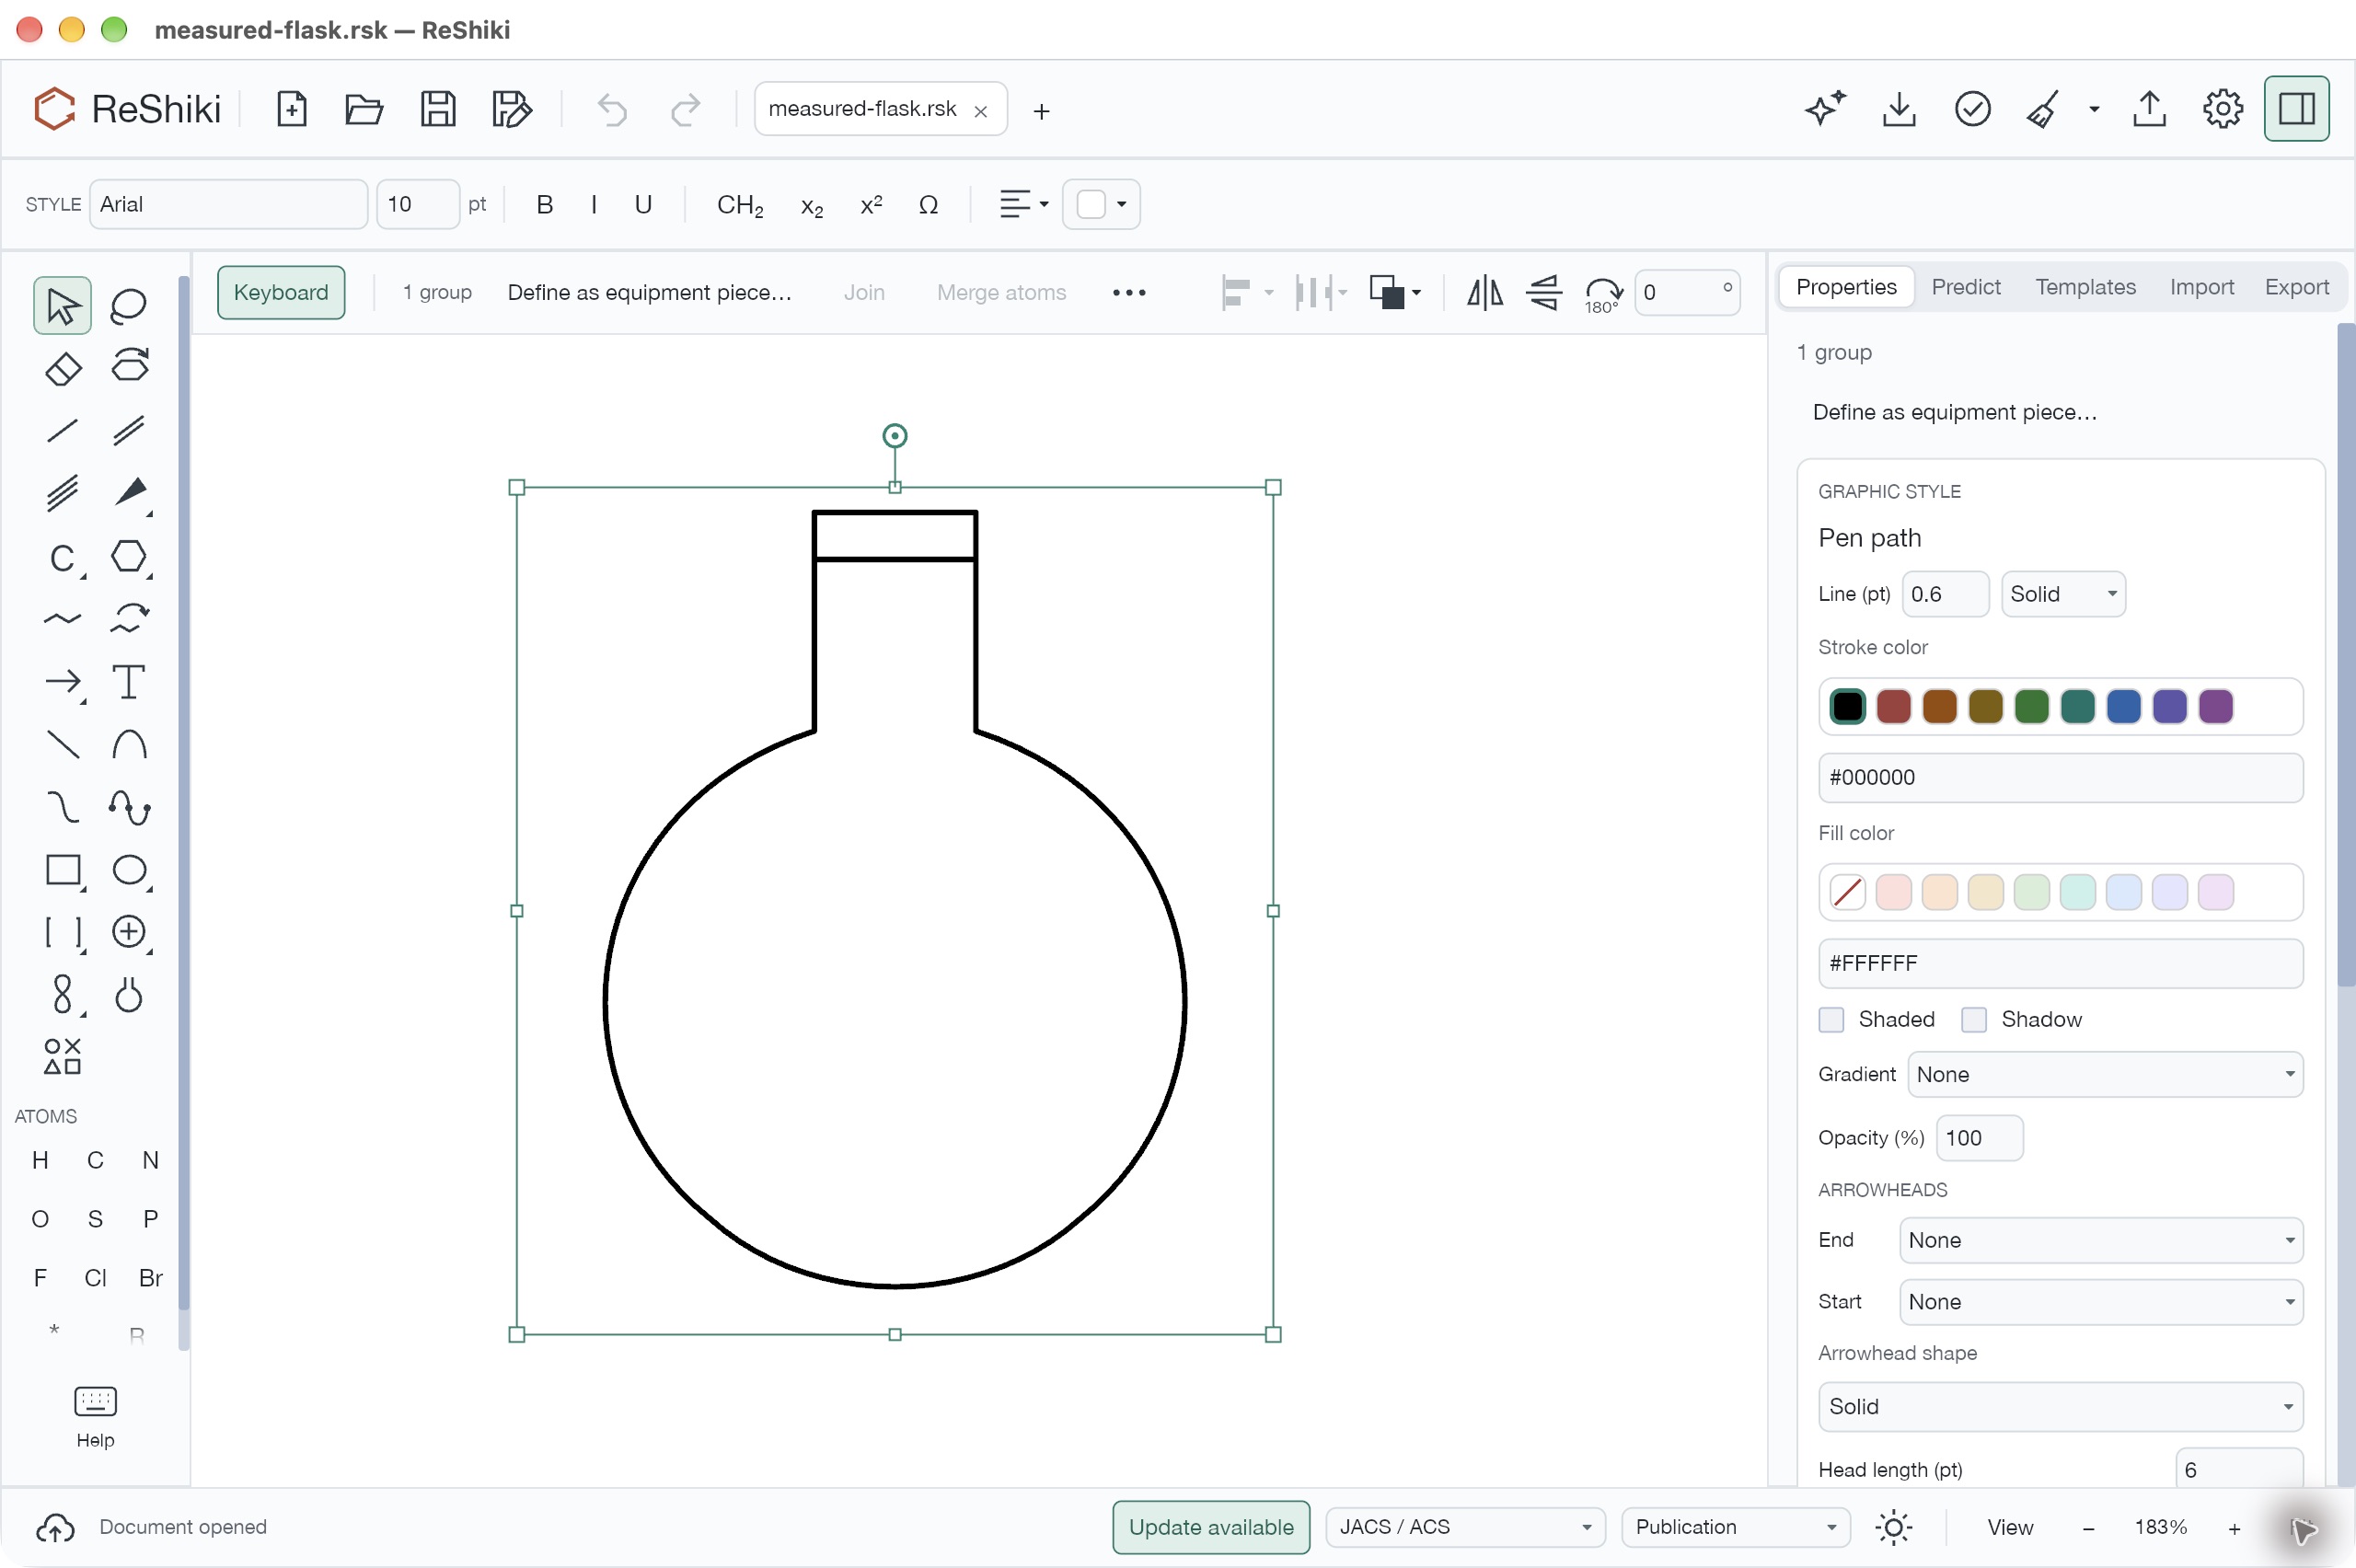 measured-flask.rsk — ReShiki
ReShiki
measured-flask.rsk
STYLE Arial 10 pt B I U CH₂ x₂ x² Ω
Keyboard 1 group Define as equipment piece... Join Merge atoms 180° 0 °
Properties Predict Templates Import Export
1 group
Define as equipment piece...
GRAPHIC STYLE
Pen path
Line (pt) 0.6 Solid
Stroke color
#000000
Fill color
#FFFFFF
Shaded Shadow
Gradient None
Opacity (%) 100
ARROWHEADS
End None
Start None
Arrowhead shape
Solid
Head length (pt) 6
C
T
ATOMS
H C N
O S P
F Cl Br
* R
Help
Document opened Update available JACS / ACS Publication View – 183% +